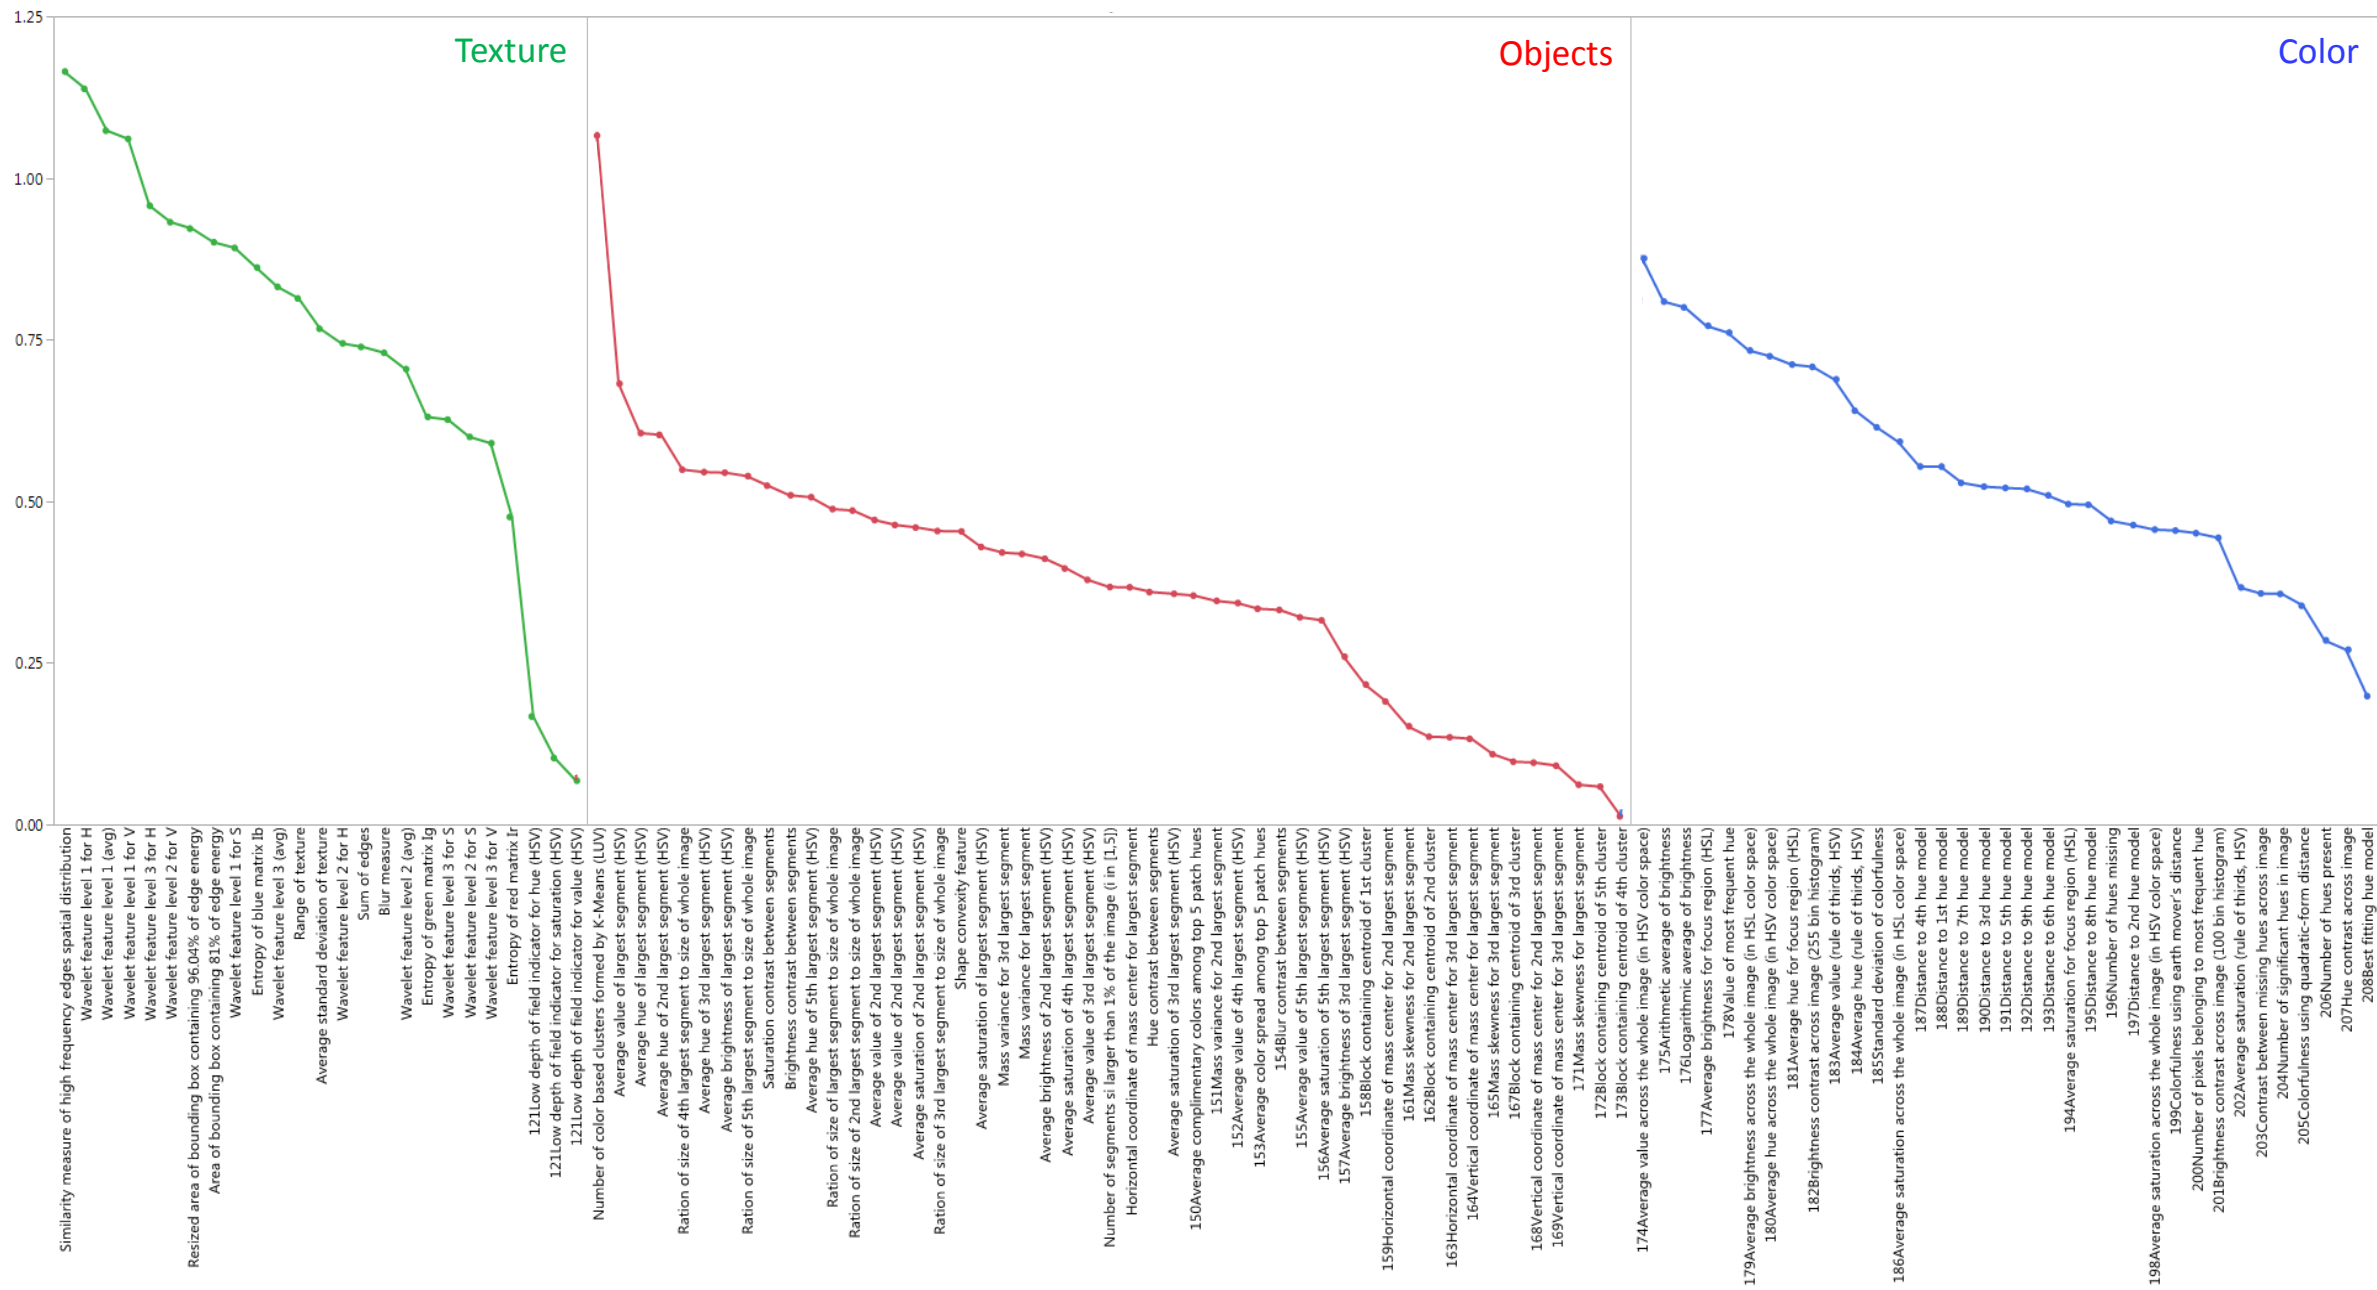 1.25
1.00
0.75
0.50
0.25
0.00
Texture
Objects
Color
Similarity measure of high frequency edges spatial distribution
Wavelet feature level 1 for H
Wavelet feature level 1 (avg)
Wavelet feature level 1 for V
Wavelet feature level 3 for H
Wavelet feature level 2 for V
Resized area of bounding box containing 96.04% of edge energy
Area of bounding box containing 81% of edge energy
Wavelet feature level 1 for S
Entropy of blue matrix Ib
Wavelet feature level 3 (avg)
Range of texture
Average standard deviation of texture
Wavelet feature level 2 for H
Sum of edges
Blur measure
Wavelet feature level 2 (avg)
Entropy of green matrix Ig
Wavelet feature level 3 for S
Wavelet feature level 2 for S
Wavelet feature level 3 for V
Entropy of red matrix Ir
121Low depth of field indicator for hue (HSV)
121Low depth of field indicator for saturation (HSV)
121Low depth of field indicator for value (HSV)
Number of color based clusters formed by K-Means (LUV)
Average value of largest segment (HSV)
Average hue of largest segment (HSV)
Average hue of 2nd largest segment (HSV)
Ration of size of 4th largest segment to size of whole image
Average hue of 3rd largest segment (HSV)
Average brightness of largest segment (HSV)
Ration of size of 5th largest segment to size of whole image
Saturation contrast between segments
Brightness contrast between segments
Average hue of 5th largest segment (HSV)
Ration of size of largest segment to size of whole image
Ration of size of 2nd largest segment to size of whole image
Average value of 2nd largest segment (HSV)
Average value of 2nd largest segment (HSV)
Average saturation of 2nd largest segment (HSV)
Ration of size of 3rd largest segment to size of whole image
Shape convexity feature
Average saturation of largest segment (HSV)
Mass variance for 3rd largest segment
Mass variance for largest segment
Average brightness of 2nd largest segment (HSV)
Average saturation of 4th largest segment (HSV)
Average value of 3rd largest segment (HSV)
Number of segments si larger than 1% of the image (i in [1,5])
Horizontal coordinate of mass center for largest segment
Hue contrast between segments
Average saturation of 3rd largest segment (HSV)
150Average complimentary colors among top 5 patch hues
151Mass variance for 2nd largest segment
152Average value of 4th largest segment (HSV)
153Average color spread among top 5 patch hues
154Blur contrast between segments
155Average value of 5th largest segment (HSV)
156Average saturation of 5th largest segment (HSV)
157Average brightness of 3rd largest segment (HSV)
158Block containing centroid of 1st cluster
159Horizontal coordinate of mass center for 2nd largest segment
161Mass skewness for 2nd largest segment
162Block containing centroid of 2nd cluster
163Horizontal coordinate of mass center for 3rd largest segment
164Vertical coordinate of mass center for largest segment
165Mass skewness for 3rd largest segment
167Block containing centroid of 3rd cluster
168Vertical coordinate of mass center for 2nd largest segment
169Vertical coordinate of mass center for 3rd largest segment
171Mass skewness for largest segment
172Block containing centroid of 5th cluster
173Block containing centroid of 4th cluster
174Average value across the whole image (in HSV color space)
175Arithmetic average of brightness
176Logarithmic average of brightness
177Average brightness for focus region (HSL)
178Value of most frequent hue
179Average brightness across the whole image (in HSL color space)
180Average hue across the whole image (in HSV color space)
181Average hue for focus region (HSL)
182Brightness contrast across image (255 bin histogram)
183Average value (rule of thirds, HSV)
184Average hue (rule of thirds, HSV)
185Standard deviation of colorfulness
186Average saturation across the whole image (in HSL color space)
187Distance to 4th hue model
188Distance to 1st hue model
189Distance to 7th hue model
190Distance to 3rd hue model
191Distance to 5th hue model
192Distance to 9th hue model
193Distance to 6th hue model
194Average saturation for focus region (HSL)
195Distance to 8th hue model
196Number of hues missing
197Distance to 2nd hue model
198Average saturation across the whole image (in HSV color space)
199Colorfulness using earth mover's distance
200Number of pixels belonging to most frequent hue
201Brightness contrast across image (100 bin histogram)
202Average saturation (rule of thirds, HSV)
203Contrast between missing hues across image
204Number of significant hues in image
205Colorfulness using quadratic-form distance
206Number of hues present
207Hue contrast across image
208Best fitting hue model